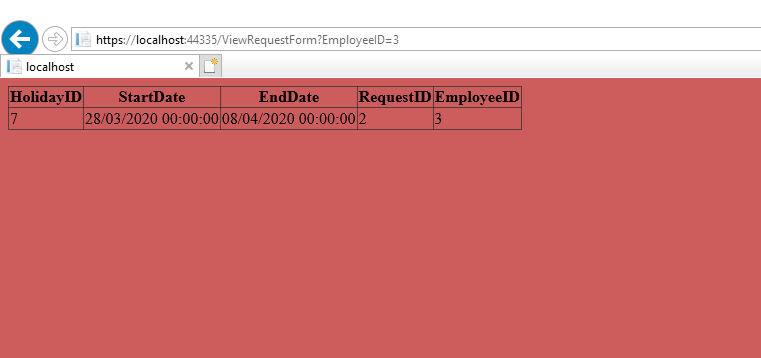 https://localhost:44335/ViewRequestForm?EmployeeID=3
localhost
HolidayID StartDate EndDate RequestID EmployeeID
7 28/03/2020 00:00:00 08/04/2020 00:00:00 2 3